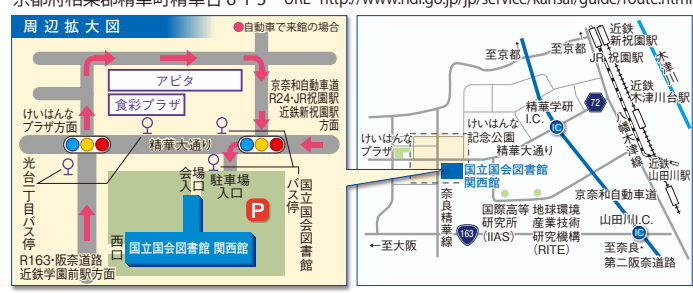 京都府相楽郡精華町精華台8-1-3 URL http://www.ndl.go.jp/jp/service/kansai/guide/route.html
周辺拡大図
●自動車で来館の場合
アピタ
食彩プラザ
京奈和自動車道
R24・JR祝園駅
近鉄新祝園駅
方面
けいはんな
プラザ方面
精華大通り
光台一丁目バス停
会場
入口
駐車場
入口
国立国会図書館
バス停
P
西口
国立国会図書館 関西館
R163・阪奈道路
近鉄学園前駅方面
至京都
至京都
近鉄
新祝園駅
JR祝園駅
木津川
近鉄
木津川台駅
精華学研
I.C.
72
IC
けいはんな
プラザ
けいはんな
記念公園
精華大通り
八幡木津線
国立国会図書館
関西館
近鉄
山田川駅
奈良精華線
京奈和自動車道
国際高等
研究所
(IIAS)
地球環境
産業技術
研究機構
(RITE)
山田川I.C.
IC
163
←至大阪
至奈良・
第二阪奈道路